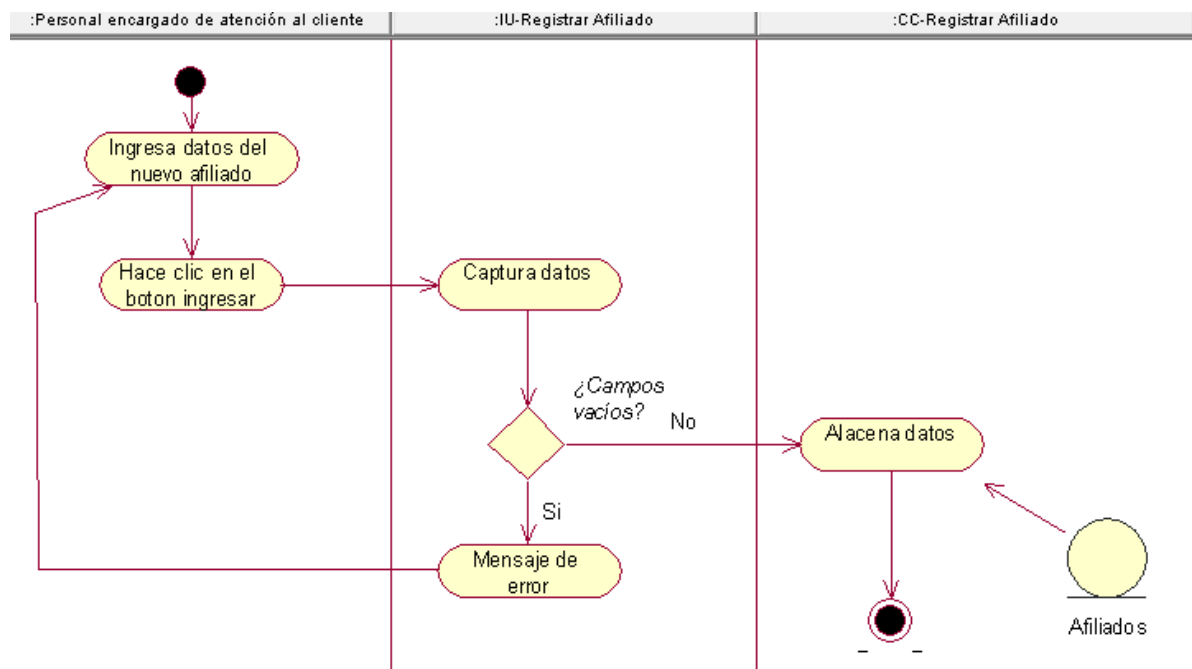 :Personal encargado de atención al cliente
:IU-Registrar Afiliado
:CC-Registrar Afiliado
Ingresa datos del
nuevo afiliado
Hace clic en el
boton ingresar
Captura datos
¿Campos
vacíos?
No
Alacena datos
Si
Mensaje de
error
Afiliados